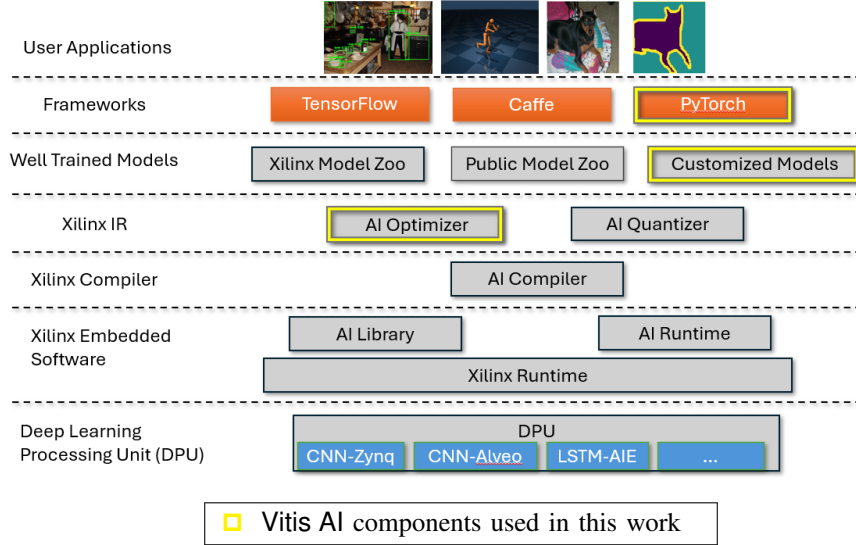 User Applications
Frameworks
TensorFlow
Caffe
PyTorch
Well Trained Models
Xilinx Model Zoo
Public Model Zoo
Customized Models
Xilinx IR
AI Optimizer
AI Quantizer
Xilinx Compiler
AI Compiler
Xilinx Embedded
Software
AI Library
AI Runtime
Xilinx Runtime
Deep Learning
Processing Unit (DPU)
DPU
CNN-Zynq
CNN-Alveo
LSTM-AIE
...
Vitis AI components used in this work